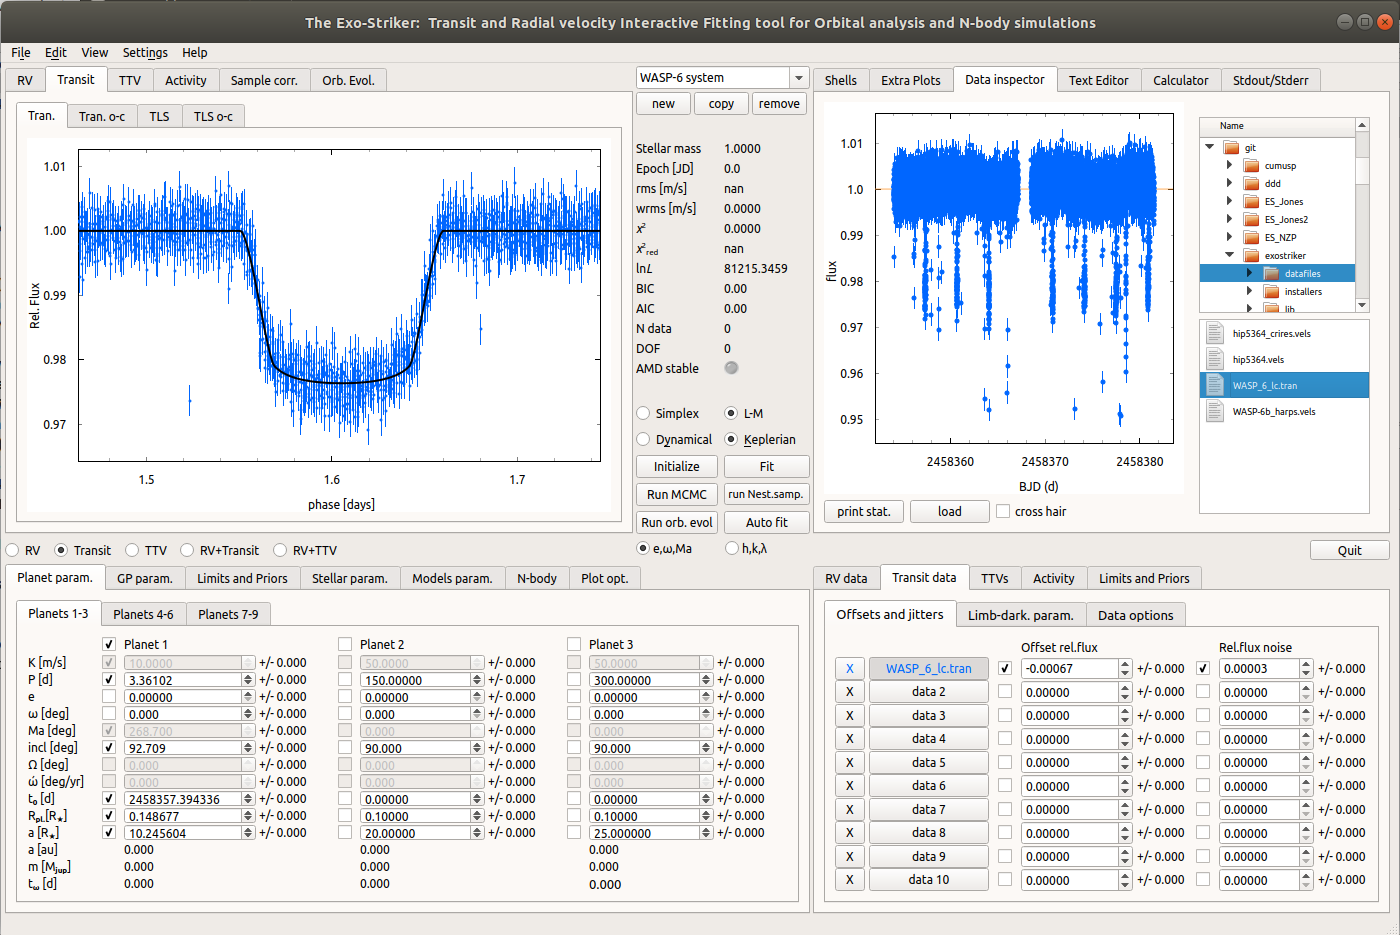 The Exo-Striker: Transit and Radial velocity Interactive Fitting tool for Orbital analysis and N-body simulations
File Edit View Settings Help
RV Transit TTV Activity Sample corr. Orb. Evol.
Tran. Tran. o-c TLS TLS o-c
Rel. Flux
1.01
1.00
0.99
0.98
0.97
1.5 1.6 1.7
phase [days]
WASP-6 system
new copy remove
Stellar mass 1.0000
Epoch [JD] 0.0
rms [m/s] nan
wrms [m/s] 0.0000
χ² 0.0000
χ²red nan
lnL 81215.3459
BIC 0.00
AIC 0.00
N data 0
DOF 0
AMD stable
Simplex L-M
Dynamical Keplerian
Initialize Fit
Run MCMC run Nest.samp.
Run orb. evol Auto fit
e,ω,Ma h,k,λ
Shells Extra Plots Data inspector Text Editor Calculator Stdout/Stderr
flux
1.01
1.0
0.99
0.98
0.97
0.96
0.95
2458360 2458370 2458380
BJD (d)
Name
git
cumusp
ddd
ES_Jones
ES_Jones2
ES_NZP
exostriker
datafiles
installers
lib
hip5364_crires.vels
hip5364.vels
WASP_6_lc.tran
WASP-6b_harps.vels
print stat. load cross hair
Quit
RV Transit TTV RV+Transit RV+TTV
Planet param. GP param. Limits and Priors Stellar param. Models param. N-body Plot opt.
Planets 1-3 Planets 4-6 Planets 7-9
Planet 1 Planet 2 Planet 3
K [m/s] 10.0000 +/- 0.000 50.0000 +/- 0.000 50.0000 +/- 0.000
P [d] 3.36102 +/- 0.000 150.00000 +/- 0.000 300.00000 +/- 0.000
e 0.00000 +/- 0.000 0.00000 +/- 0.000 0.00000 +/- 0.000
ω [deg] 0.000 +/- 0.000 0.000 +/- 0.000 0.000 +/- 0.000
Ma [deg] 268.700 +/- 0.000 0.000 +/- 0.000 0.000 +/- 0.000
incl [deg] 92.709 +/- 0.000 90.000 +/- 0.000 90.000 +/- 0.000
Ω [deg] 0.000 +/- 0.000 0.000 +/- 0.000 0.000 +/- 0.000
ώ [deg/yr] 0.000 +/- 0.000 0.000 +/- 0.000 0.000 +/- 0.000
t₀ [d] 2458357.394336 +/- 0.000 0.00000 +/- 0.000 0.00000 +/- 0.000
Rpl.[R★] 0.148677 +/- 0.000 0.10000 +/- 0.000 0.10000 +/- 0.000
a [R★] 10.245604 +/- 0.000 20.00000 +/- 0.000 25.000000 +/- 0.000
a [au] 0.000 0.000 0.000
m [Mjup] 0.000 0.000 0.000
tω [d] 0.000 0.000 0.000
RV data Transit data TTVs Activity Limits and Priors
Offsets and jitters Limb-dark. param. Data options
Offset rel.flux Rel.flux noise
X WASP_6_lc.tran -0.00067 +/- 0.000 0.00003 +/- 0.000
X data 2 0.00000 +/- 0.000 0.00000 +/- 0.000
X data 3 0.00000 +/- 0.000 0.00000 +/- 0.000
X data 4 0.00000 +/- 0.000 0.00000 +/- 0.000
X data 5 0.00000 +/- 0.000 0.00000 +/- 0.000
X data 6 0.00000 +/- 0.000 0.00000 +/- 0.000
X data 7 0.00000 +/- 0.000 0.00000 +/- 0.000
X data 8 0.00000 +/- 0.000 0.00000 +/- 0.000
X data 9 0.00000 +/- 0.000 0.00000 +/- 0.000
X data 10 0.00000 +/- 0.000 0.00000 +/- 0.000